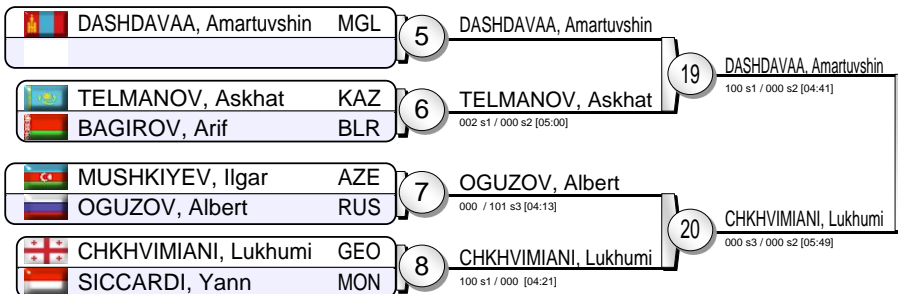 DASHDAVAA, Amartuvshin MGL
5
DASHDAVAA, Amartuvshin
19
DASHDAVAA, Amartuvshin
100 s1 / 000 s2 [04:41]
TELMANOV, Askhat KAZ
BAGIROV, Arif BLR
6
TELMANOV, Askhat
002 s1 / 000 s2 [05:00]
MUSHKIYEV, Ilgar AZE
OGUZOV, Albert RUS
7
OGUZOV, Albert
000 / 101 s3 [04:13]
20
CHKHVIMIANI, Lukhumi
000 s3 / 000 s2 [05:49]
CHKHVIMIANI, Lukhumi GEO
SICCARDI, Yann MON
8
CHKHVIMIANI, Lukhumi
100 s1 / 000 [04:21]